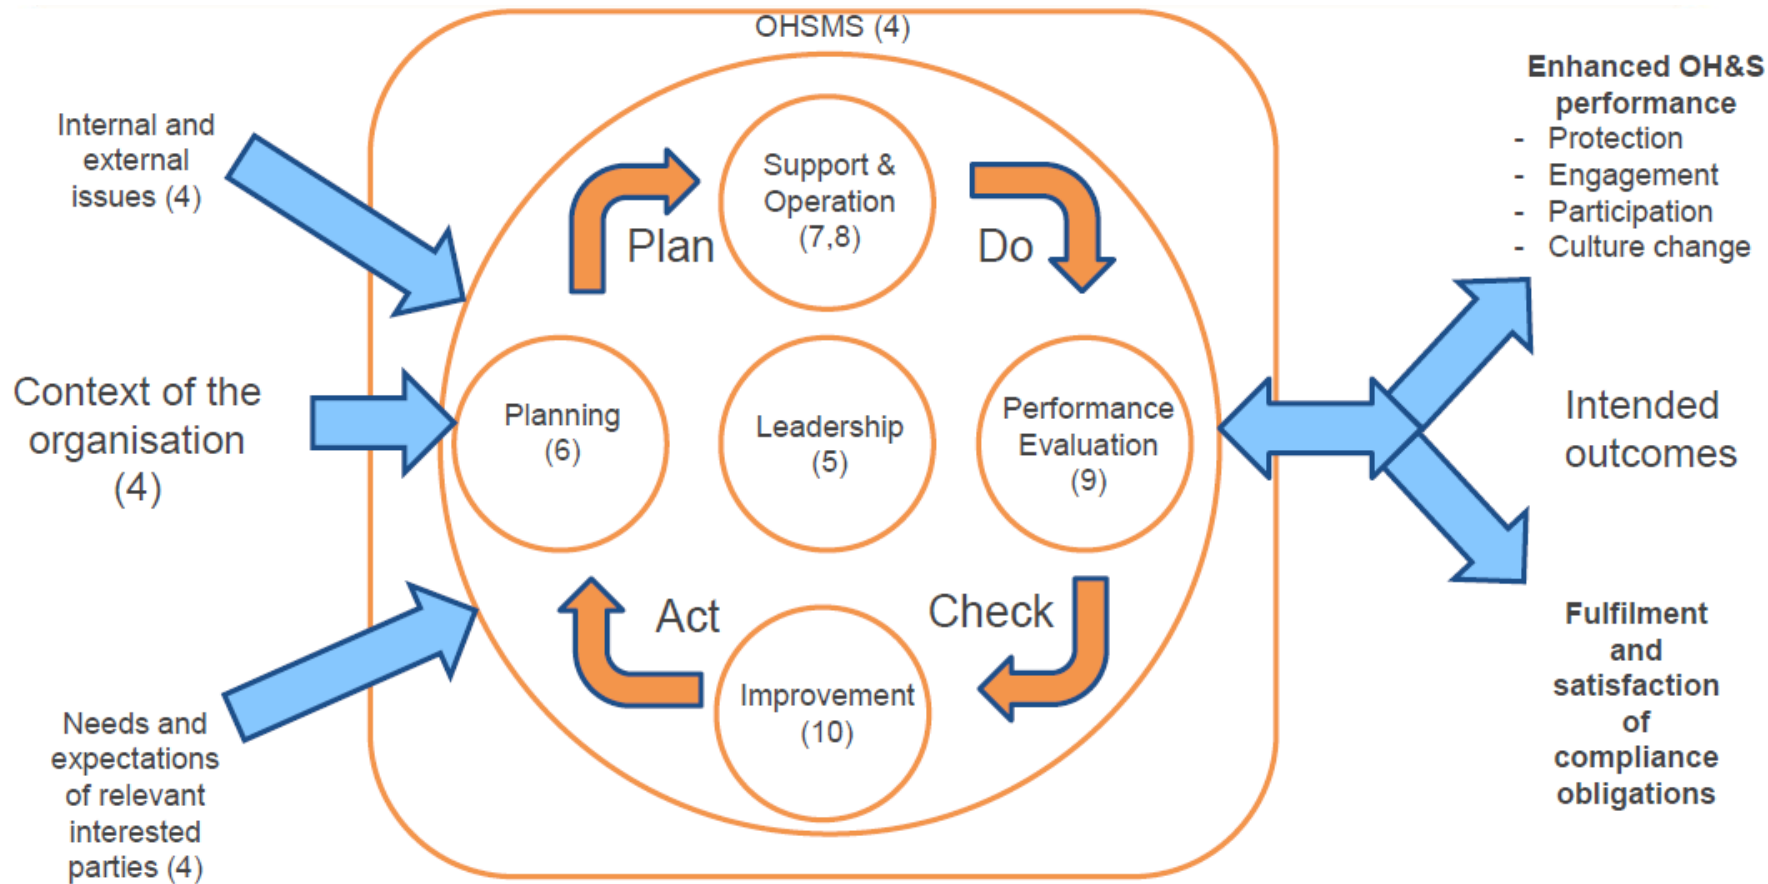 OHSMS (4)
Internal and
external
issues (4)
Context of the
organisation
(4)
Needs and
expectations
of relevant
interested
parties (4)
Plan
Support &
Operation
(7,8)
Do
Planning
(6)
Leadership
(5)
Performance
Evaluation
(9)
Act
Improvement
(10)
Check
Enhanced OH&S
performance
- Protection
- Engagement
- Participation
- Culture change
Intended
outcomes
Fulfilment
and
satisfaction
of
compliance
obligations